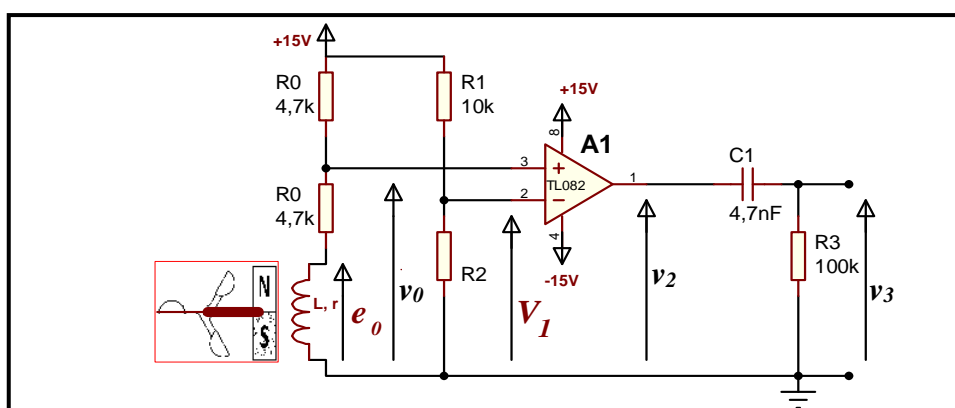 +15V
R0
4,7k
R1
10k
+15V
8
A1
3
+
TL082
1
2
−
4
-15V
C1
4,7nF
R0
4,7k
R2
R3
100k
N
S
L, r
e0
v0
V1
v2
v3